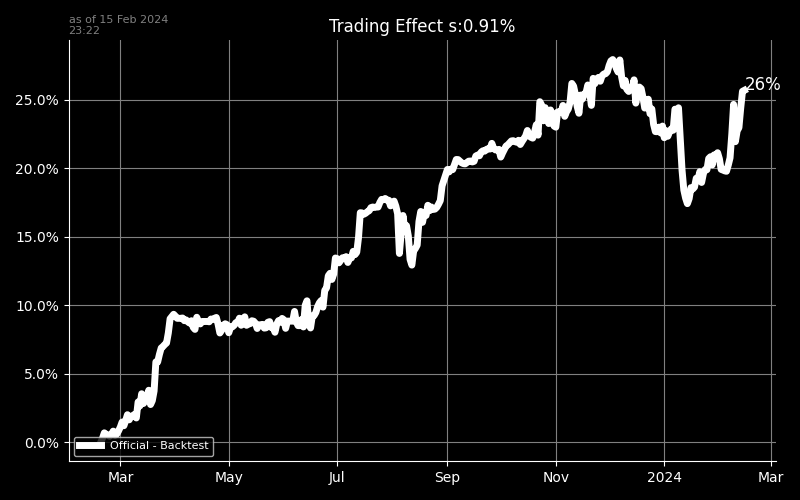 as of 15 Feb 2024
23:22
Trading Effect s:0.91%
26%
25.0%
20.0%
15.0%
10.0%
5.0%
0.0%
Official - Backtest
Mar May Jul Sep Nov 2024 Mar